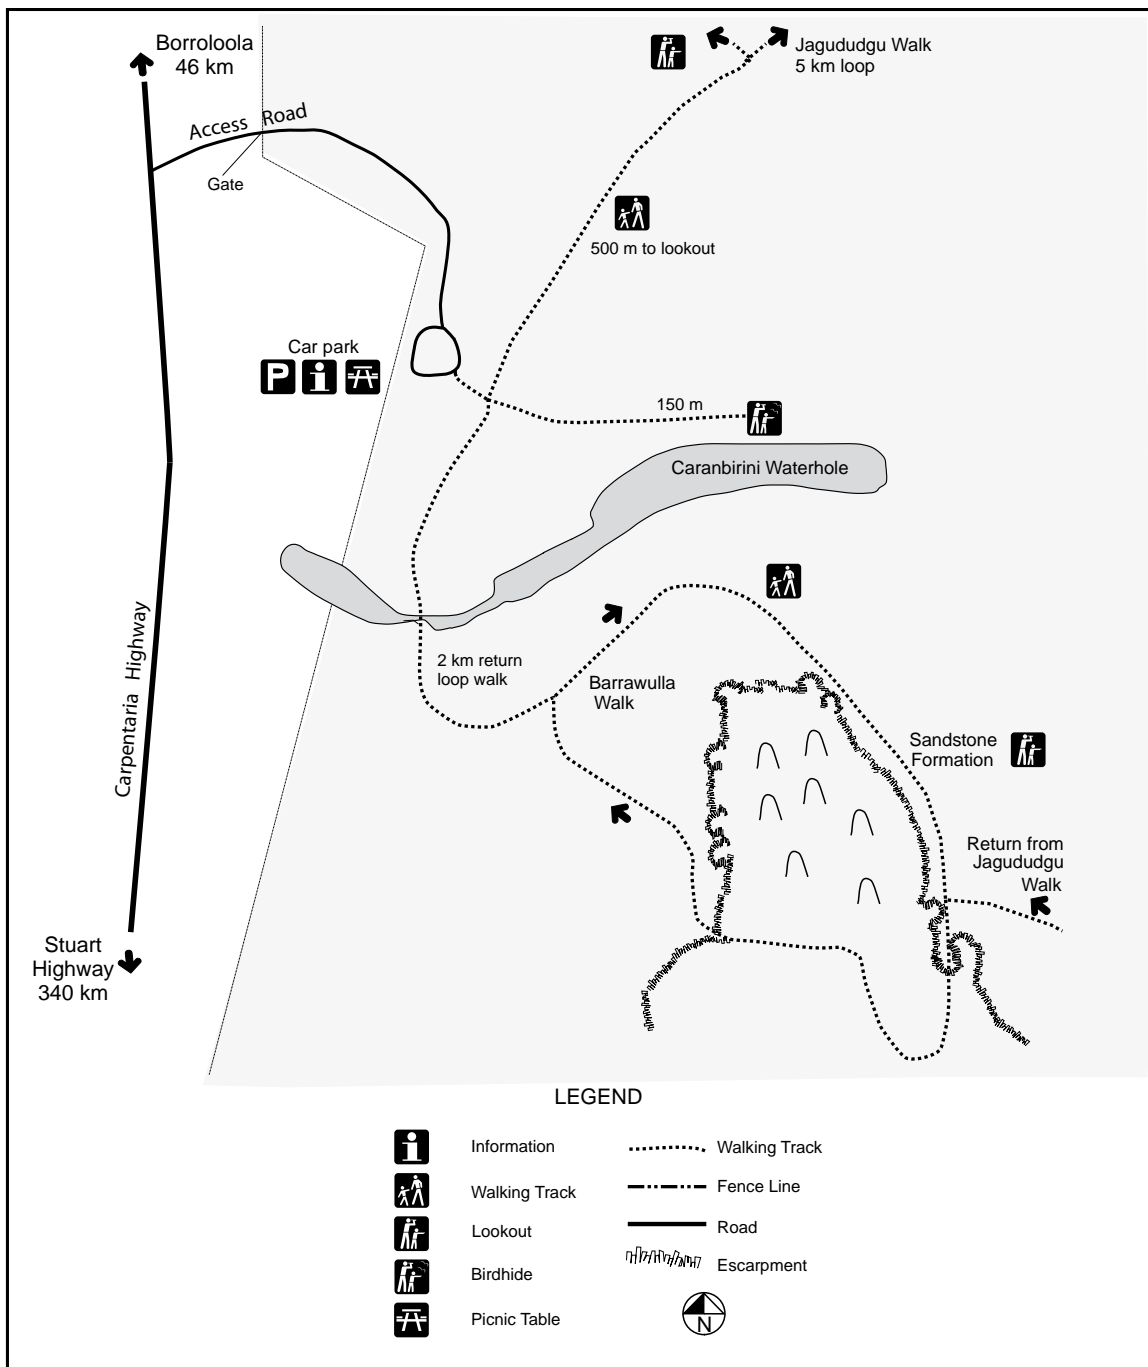 Borroloola
46 km
Jagududgu Walk
5 km loop
Access Road
Gate
500 m to lookout
Car park
P
150 m
Caranbirini Waterhole
2 km return
loop walk
Barrawulla
Walk
Carpentaria Highway
Sandstone
Formation
Return from
Jagududgu
Walk
Stuart
Highway
340 km
LEGEND
Information
Walking Track
Lookout
Birdhide
Picnic Table
Walking Track
Fence Line
Road
Escarpment
N